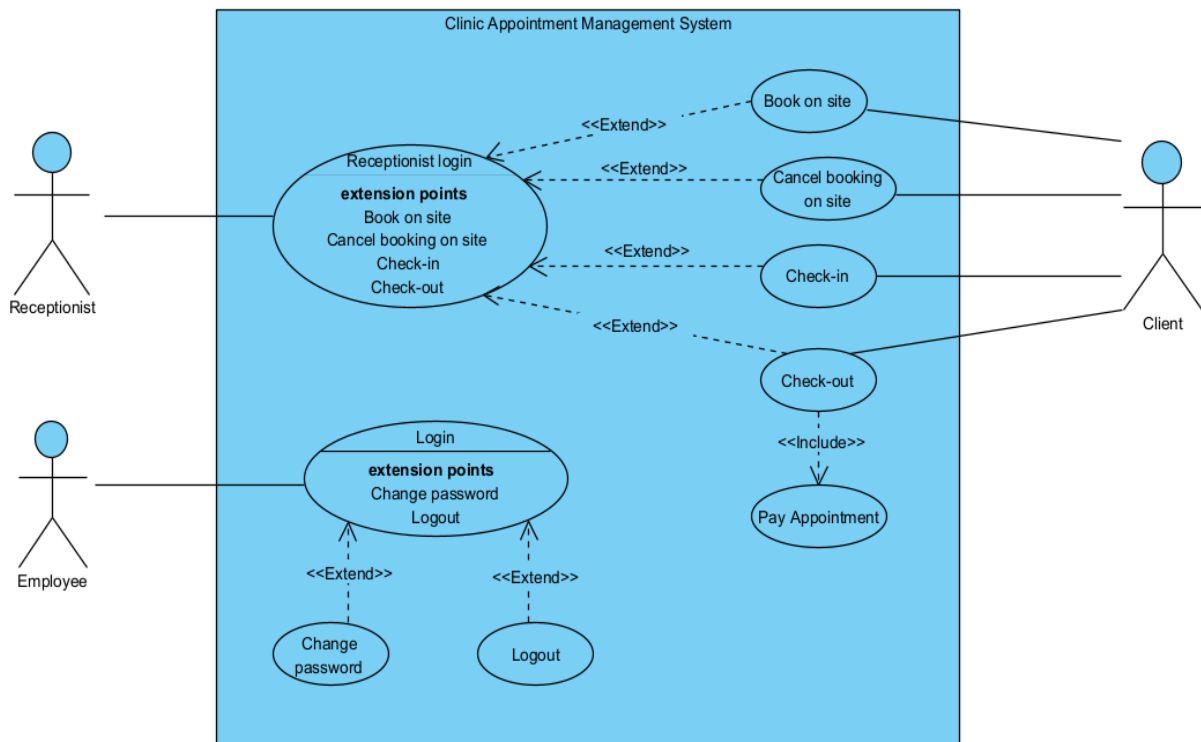 Clinic Appointment Management System
Book on site
<<Extend>>
Receptionist login
<<Extend>>
Cancel booking
on site
extension points
Book on site
Cancel booking on site
Check-in
Check-out
<<Extend>>
Check-in
Receptionist
Client
<<Extend>>
Check-out
Login
<<Include>>
extension points
Change password
Logout
Pay Appointment
Employee
<<Extend>>
<<Extend>>
Change
password
Logout